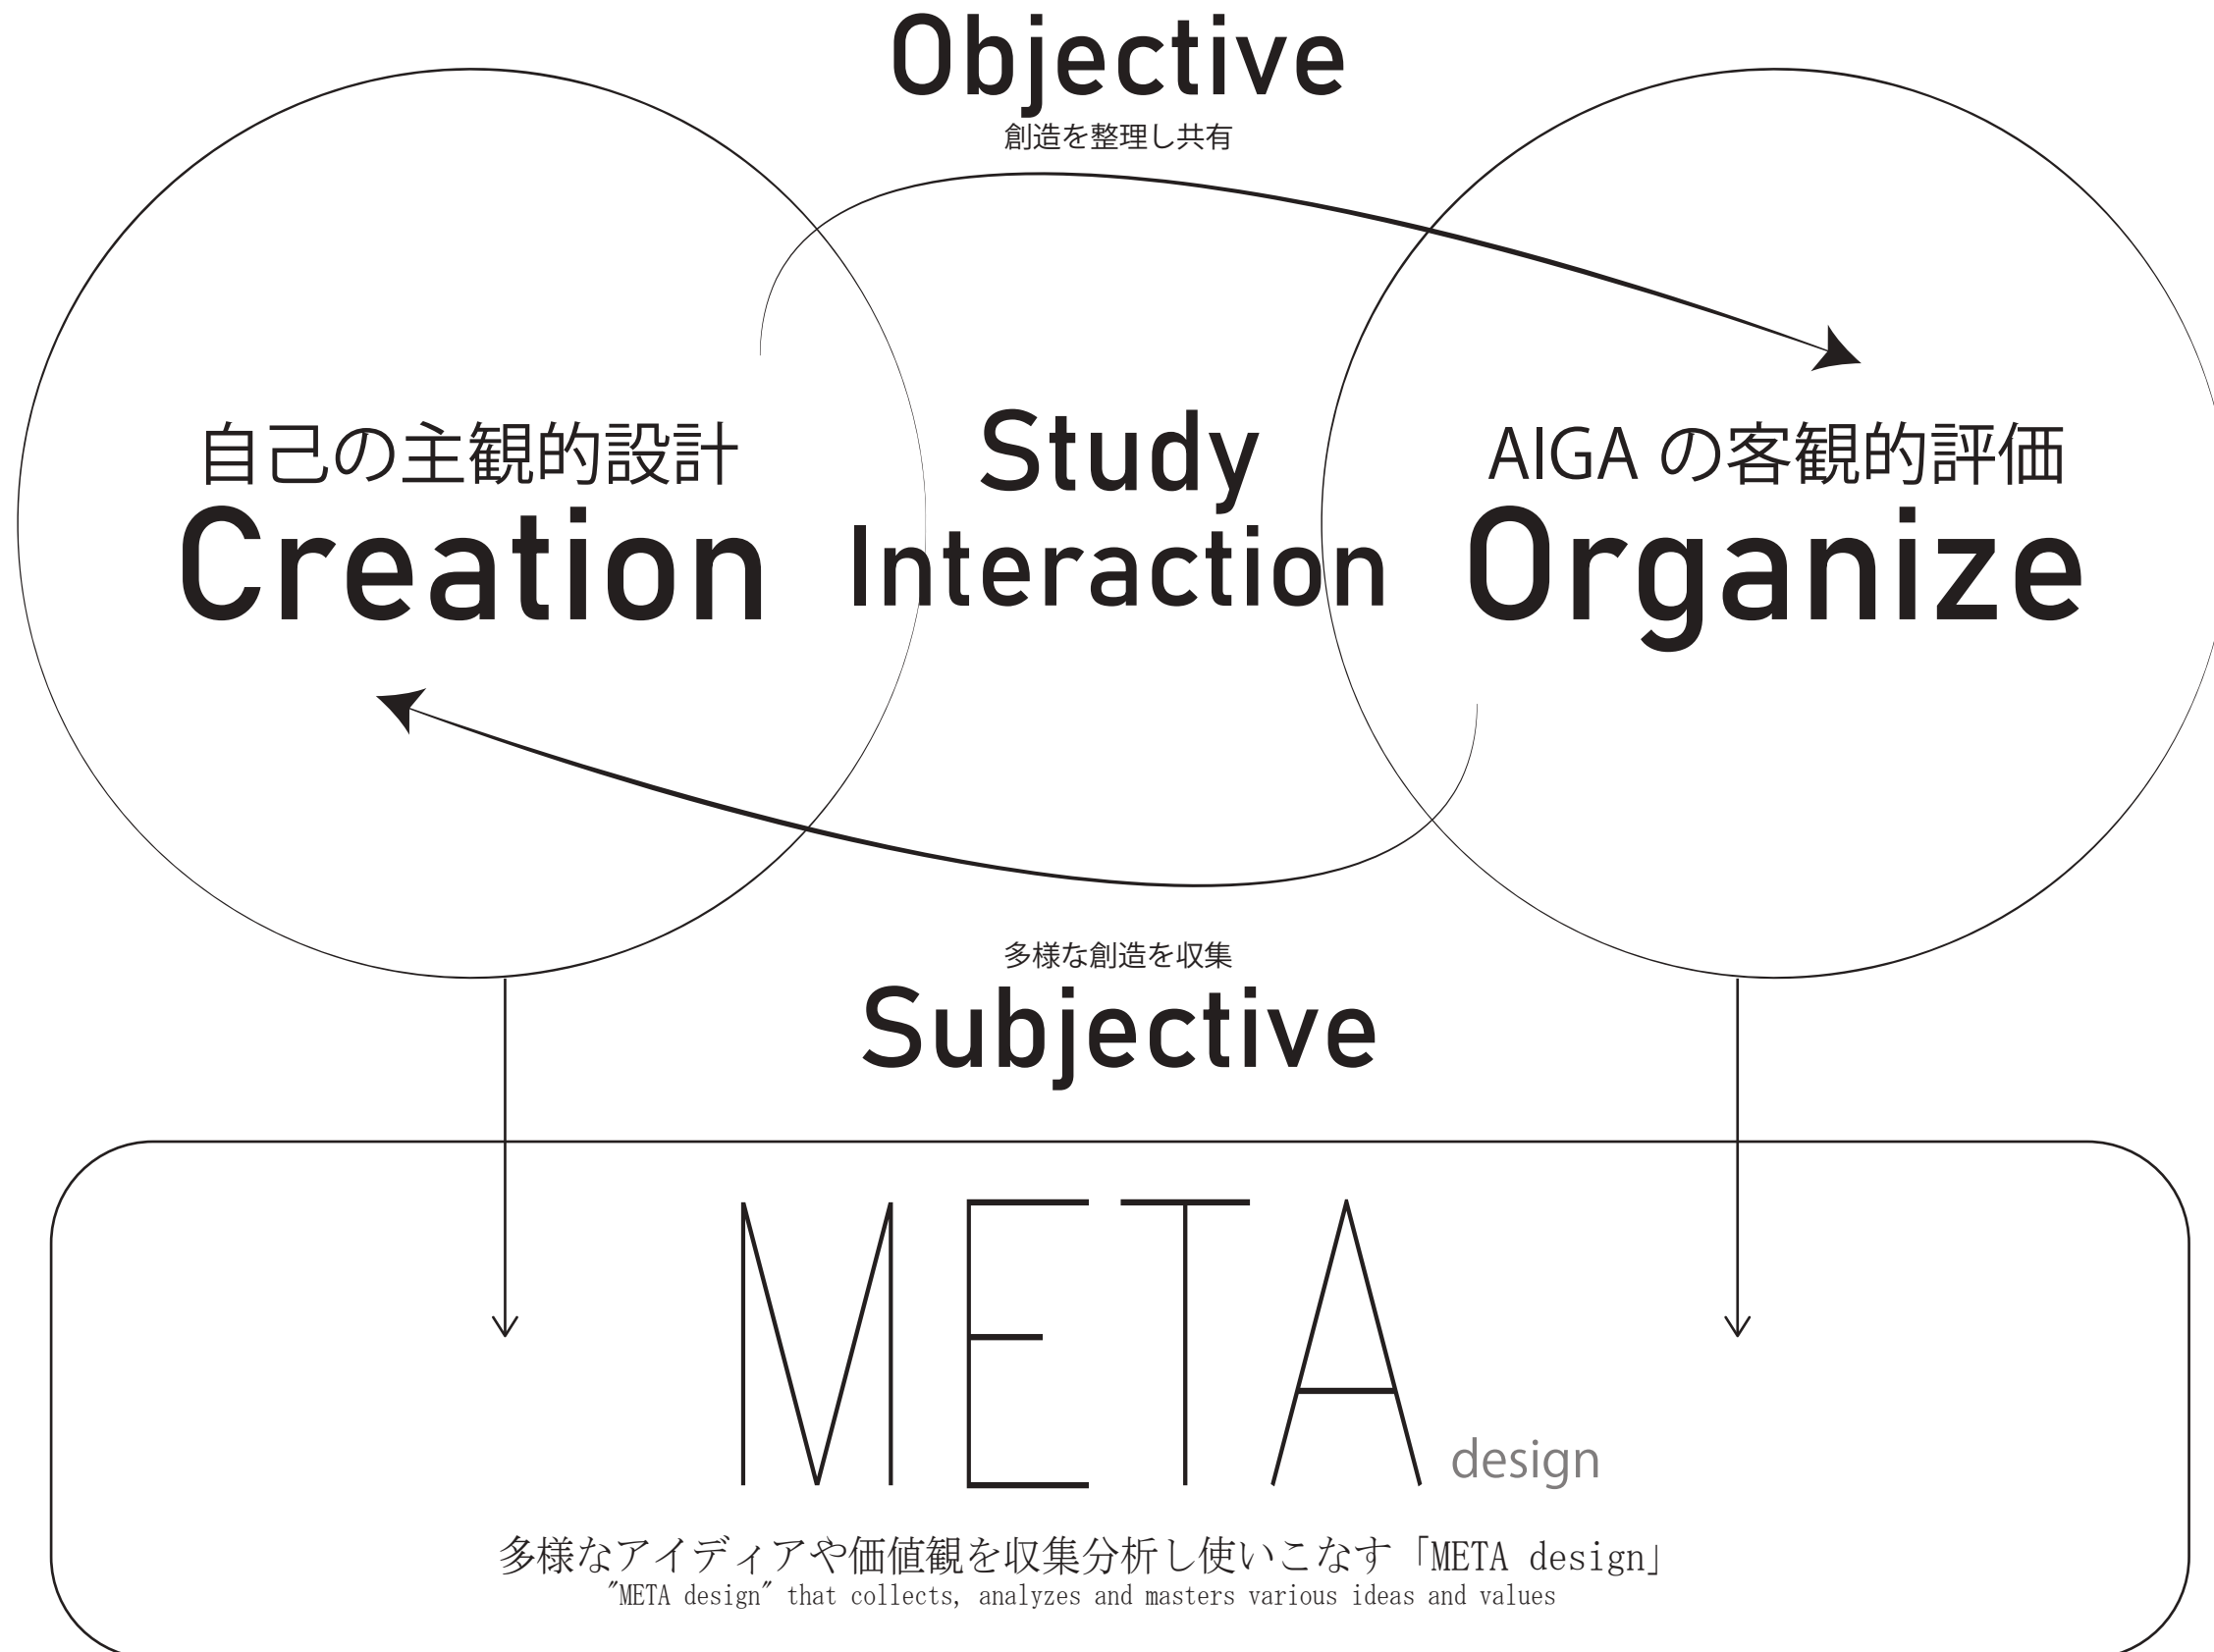 Objective
創造を整理し共有
自己の主観的設計
Creation
Study
Interaction
AIGA の客観的評価
Organize
多様な創造を収集
Subjective
META design
多様なアイディアや価値観を収集分析し使いこなす「META design」
"META design" that collects, analyzes and masters various ideas and values